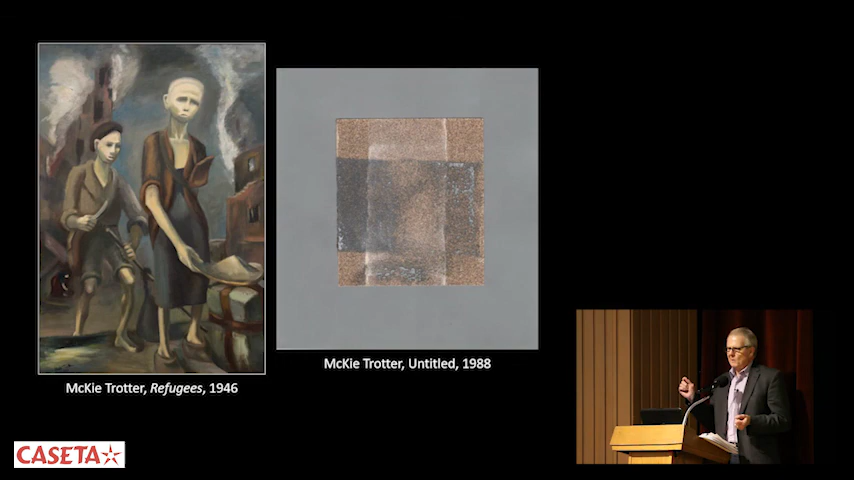 McKie Trotter, Refugees, 1946
McKie Trotter, Untitled, 1988
CASETA